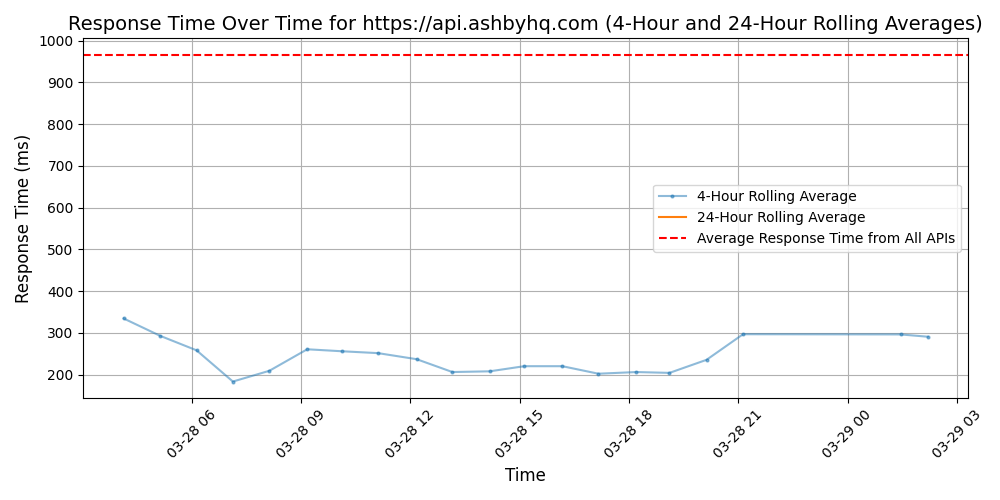 Response Time Over Time for https://api.ashbyhq.com (4-Hour and 24-Hour Rolling Averages)
Response Time (ms)
1000
900
800
700
600
500
400
300
200
4-Hour Rolling Average
24-Hour Rolling Average
Average Response Time from All APIs
03-28 06
03-28 09
03-28 12
03-28 15
03-28 18
03-28 21
03-29 00
03-29 03
Time